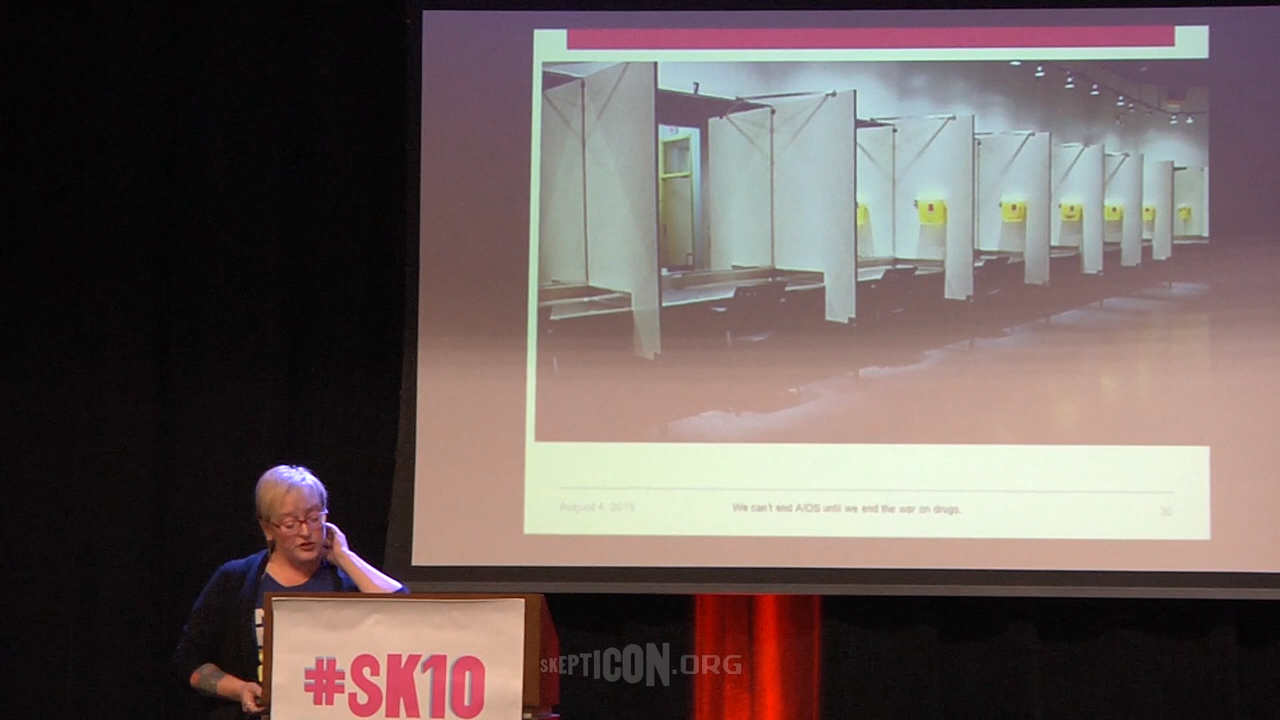 August 4, 2015
We can't end AIDS until we end the war on drugs.
30
#SK10
SKEPTICON.ORG